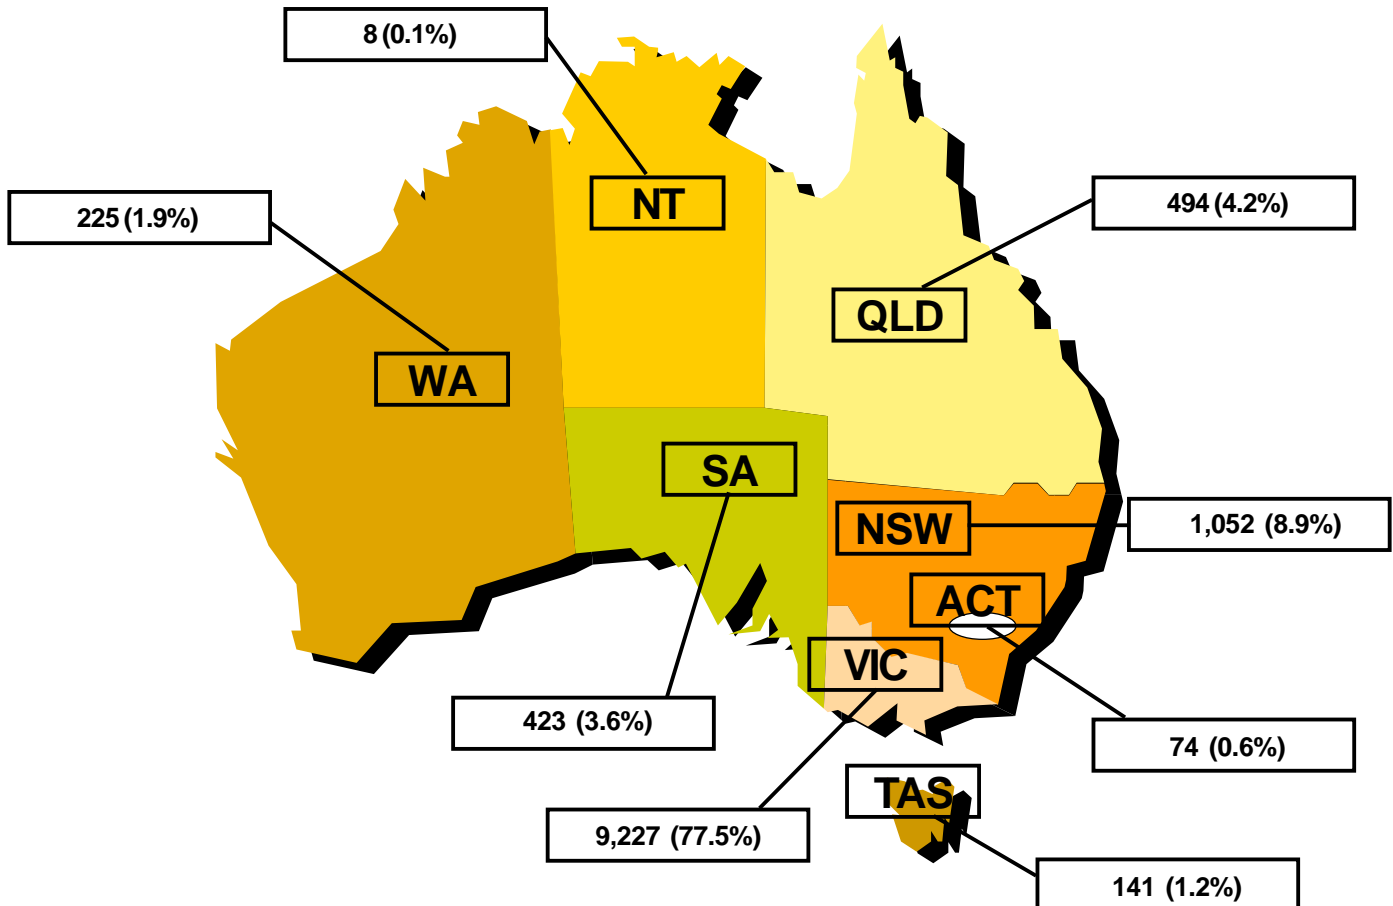 8 (0.1%)
NT
225 (1.9%)
494 (4.2%)
QLD
WA
SA
NSW
1,052 (8.9%)
ACT
VIC
423 (3.6%)
74 (0.6%)
TAS
9,227 (77.5%)
141 (1.2%)